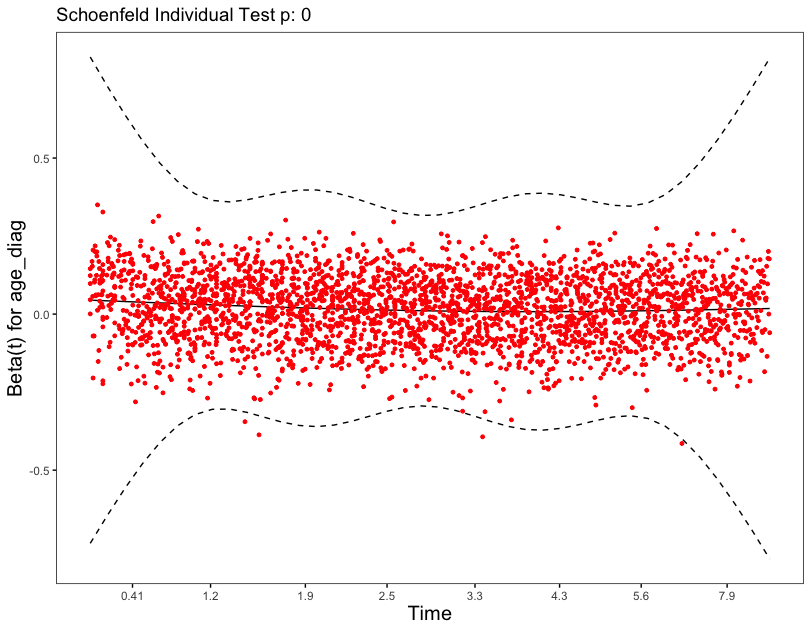 Schoenfeld Individual Test p: 0
Beta(t) for age_diag
0.5
0.0
-0.5
0.41 1.2 1.9 2.5 3.3 4.3 5.6 7.9
Time